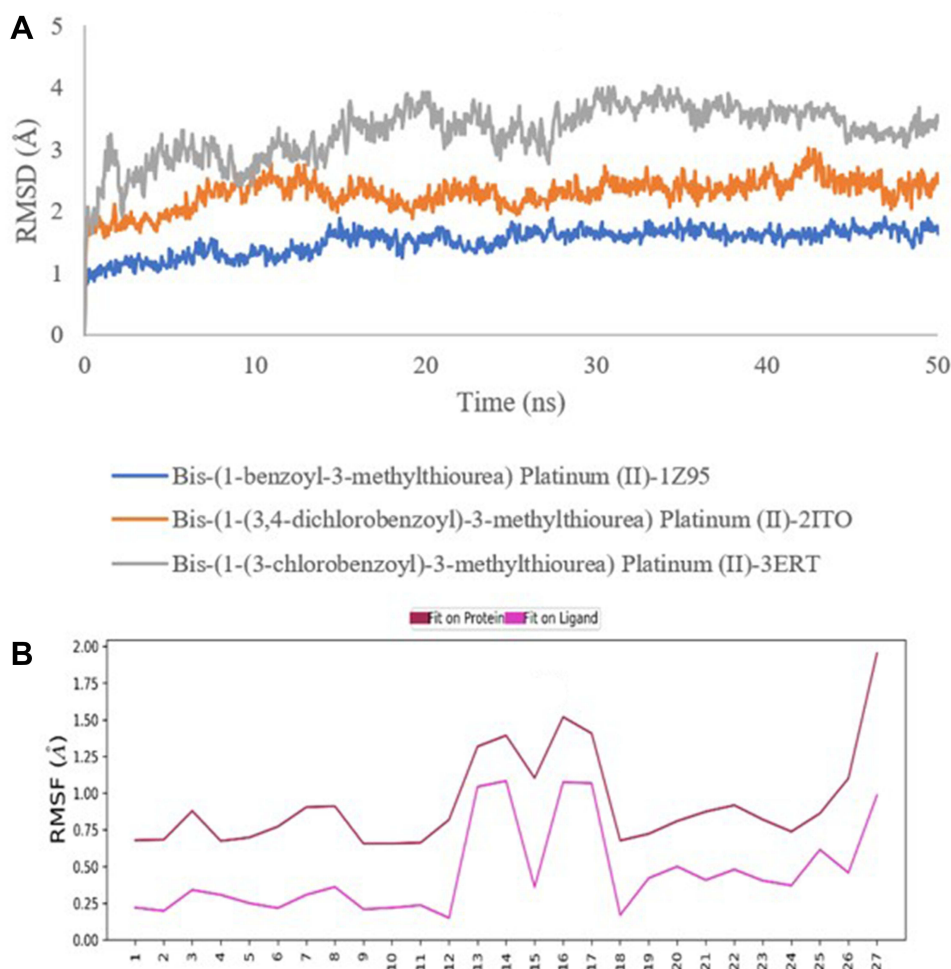 A
RMSD (Å)
5
4
3
2
1
0
0 10 20 30 40 50
Time (ns)
Bis-(1-benzoyl-3-methylthiourea) Platinum (II)-1Z95
Bis-(1-(3,4-dichlorobenzoyl)-3-methylthiourea) Platinum (II)-2ITO
Bis-(1-(3-chlorobenzoyl)-3-methylthiourea) Platinum (II)-3ERT
B
Fit on Protein Fit on Ligand
RMSF (Å)
2.00
1.75
1.50
1.25
1.00
0.75
0.50
0.25
0.00
1 2 3 4 5 6 7 8 9 10 11 12 13 14 15 16 17 18 19 20 21 22 23 24 25 26 27